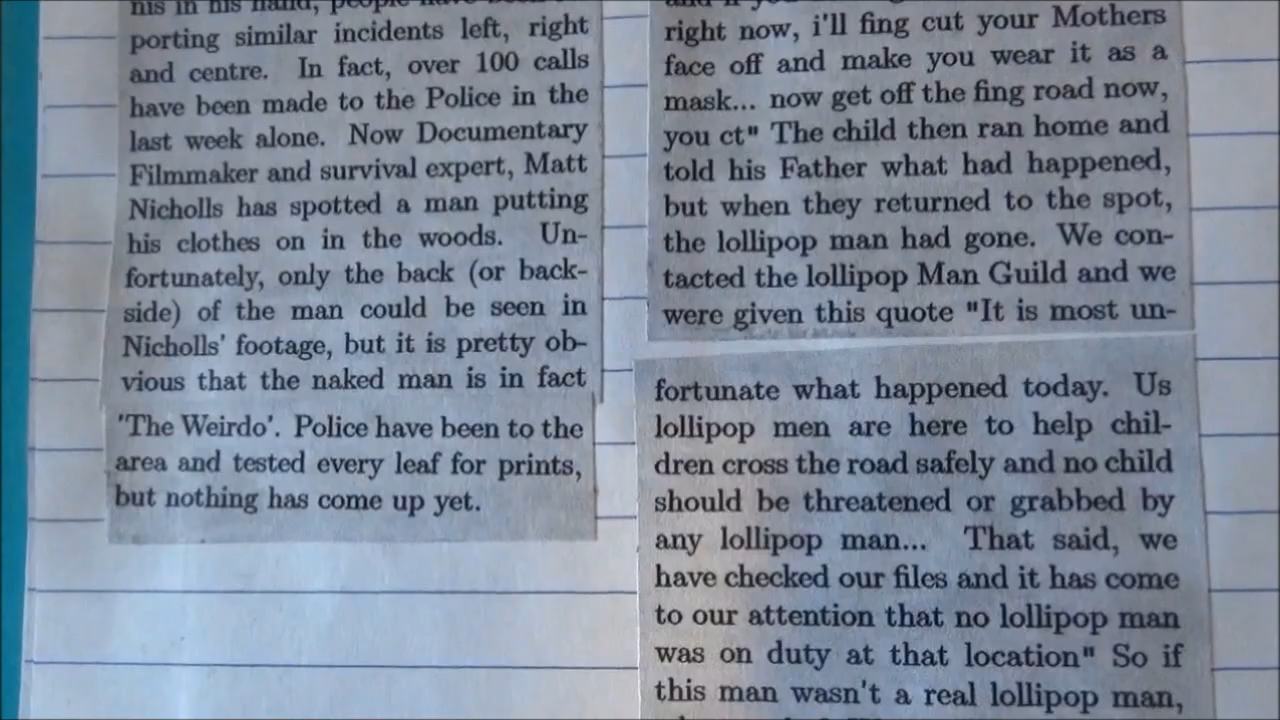 his in his hand, people have been
porting similar incidents left, right
and centre. In fact, over 100 calls
have been made to the Police in the
last week alone. Now Documentary
Filmmaker and survival expert, Matt
Nicholls has spotted a man putting
his clothes on in the woods. Un-
fortunately, only the back (or back-
side) of the man could be seen in
Nicholls' footage, but it is pretty ob-
vious that the naked man is in fact
'The Weirdo'. Police have been to the
area and tested every leaf for prints,
but nothing has come up yet.
right now, i'll fing cut your Mothers
face off and make you wear it as a
mask... now get off the fing road now,
you ct" The child then ran home and
told his Father what had happened,
but when they returned to the spot,
the lollipop man had gone. We con-
tacted the lollipop Man Guild and we
were given this quote "It is most un-
fortunate what happened today. Us
lollipop men are here to help chil-
dren cross the road safely and no child
should be threatened or grabbed by
any lollipop man... That said, we
have checked our files and it has come
to our attention that no lollipop man
was on duty at that location" So if
this man wasn't a real lollipop man,